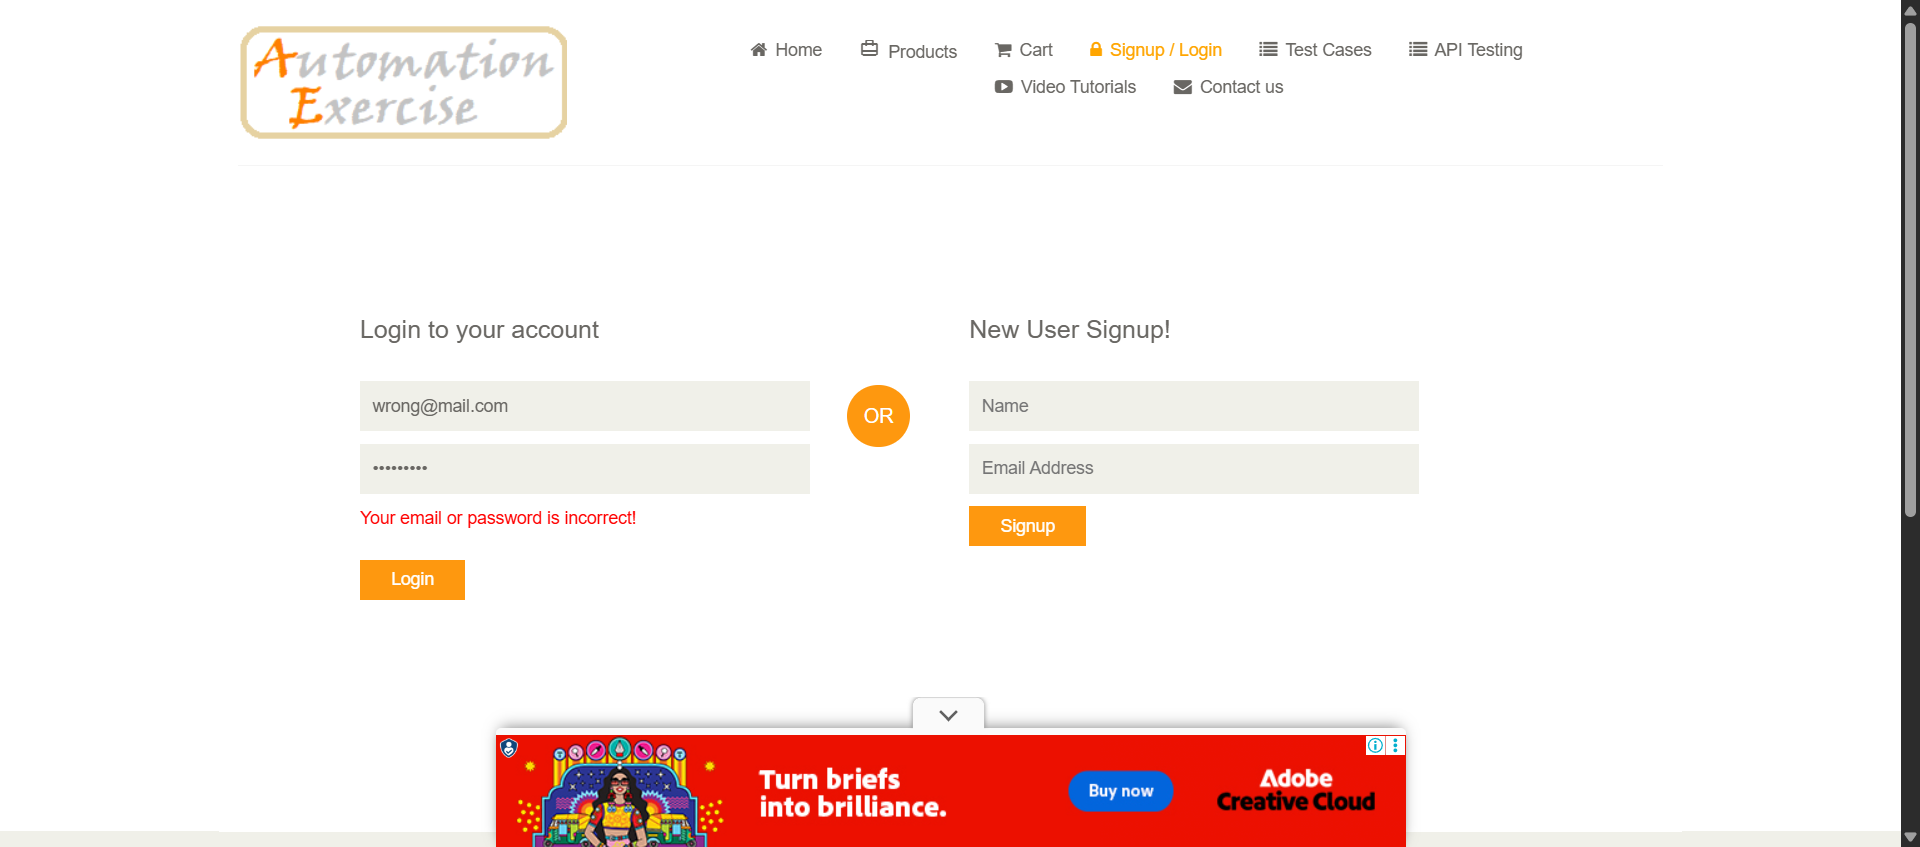 Automation
Exercise
Home
Products
Cart
Signup / Login
Test Cases
API Testing
Video Tutorials
Contact us
Login to your account
wrong@mail.com
•••••••••
Your email or password is incorrect!
Login
OR
New User Signup!
Name
Email Address
Signup
Turn briefs
into brilliance.
Buy now
Adobe
Creative Cloud